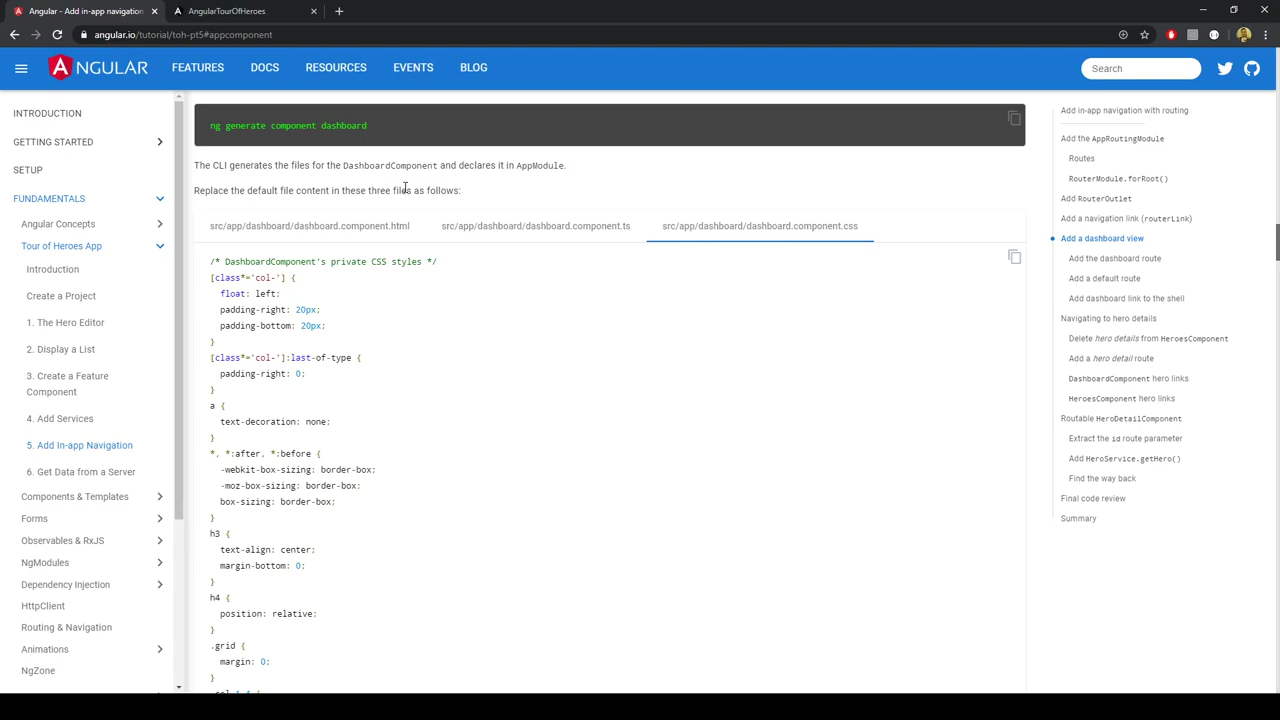 Angular - Add in-app navigation
AngularTourOfHeroes
angular.io/tutorial/toh-pt5#appcomponent
ANGULAR
FEATURES
DOCS
RESOURCES
EVENTS
BLOG
Search
INTRODUCTION
GETTING STARTED
SETUP
FUNDAMENTALS
Angular Concepts
Tour of Heroes App
Introduction
Create a Project
1. The Hero Editor
2. Display a List
3. Create a Feature
Component
4. Add Services
5. Add In-app Navigation
6. Get Data from a Server
Components & Templates
Forms
Observables & RxJS
NgModules
Dependency Injection
HttpClient
Routing & Navigation
Animations
NgZone
ng generate component dashboard
The CLI generates the files for the DashboardComponent and declares it in AppModule.
Replace the default file content in these three files as follows:
src/app/dashboard/dashboard.component.html
src/app/dashboard/dashboard.component.ts
src/app/dashboard/dashboard.component.css
/* DashboardComponent's private CSS styles */
[class*='col-'] {
float: left;
padding-right: 20px;
padding-bottom: 20px;
}
[class*='col-']:last-of-type {
padding-right: 0;
}
a {
text-decoration: none;
}
*, *:after, *:before {
-webkit-box-sizing: border-box;
-moz-box-sizing: border-box;
box-sizing: border-box;
}
h3 {
text-align: center;
margin-bottom: 0;
}
h4 {
position: relative;
}
.grid {
margin: 0;
}
.col-1-4 {
Add in-app navigation with routing
Add the AppRoutingModule
Routes
RouterModule.forRoot()
Add RouterOutlet
Add a navigation link (routerLink)
Add a dashboard view
Add the dashboard route
Add a default route
Add dashboard link to the shell
Navigating to hero details
Delete hero details from HeroesComponent
Add a hero detail route
DashboardComponent hero links
HeroesComponent hero links
Routable HeroDetailComponent
Extract the id route parameter
Add HeroService.getHero()
Find the way back
Final code review
Summary